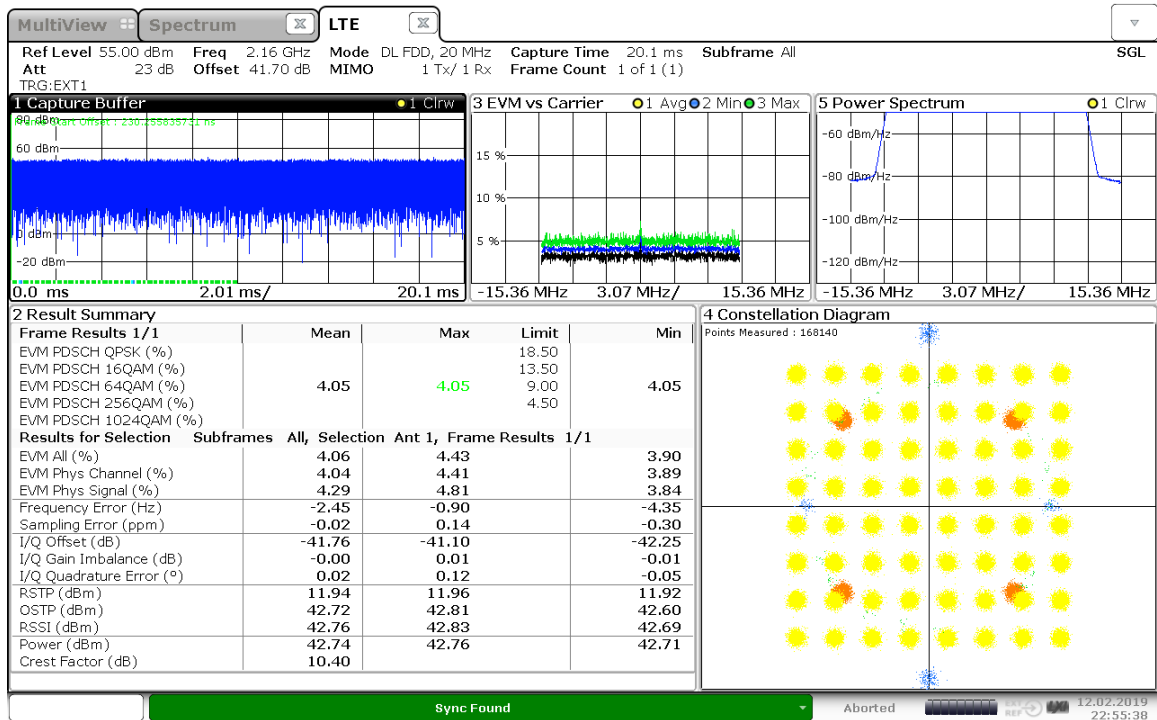 MultiView Spectrum LTE
Ref Level 55.00 dBm Freq 2.16 GHz Mode DL FDD, 20 MHz Capture Time 20.1 ms Subframe All SGL
Att 23 dB Offset 41.70 dB MIMO 1 Tx/ 1 Rx Frame Count 1 of 1 (1)
TRG:EXT1
1 Capture Buffer 1 Clrw
80 dBm
Frame Start Offset : 230.255835731 ms
60 dBm
0 dBm
-20 dBm
0.0 ms 2.01 ms/ 20.1 ms
3 EVM vs Carrier 1 Avg 2 Min 3 Max
15 %
10 %
5 %
-15.36 MHz 3.07 MHz/ 15.36 MHz
5 Power Spectrum 1 Clrw
-60 dBm/Hz
-80 dBm/Hz
-100 dBm/Hz
-120 dBm/Hz
-15.36 MHz 3.07 MHz/ 15.36 MHz
2 Result Summary
Frame Results 1/1 Mean Max Limit Min
EVM PDSCH QPSK (%) 18.50
EVM PDSCH 16QAM (%) 13.50
EVM PDSCH 64QAM (%) 4.05 4.05 9.00 4.05
EVM PDSCH 256QAM (%) 4.50
EVM PDSCH 1024QAM (%)
Results for Selection Subframes All, Selection Ant 1, Frame Results 1/1
EVM All (%) 4.06 4.43 3.90
EVM Phys Channel (%) 4.04 4.41 3.89
EVM Phys Signal (%) 4.29 4.81 3.84
Frequency Error (Hz) -2.45 -0.90 -4.35
Sampling Error (ppm) -0.02 0.14 -0.30
I/Q Offset (dB) -41.76 -41.10 -42.25
I/Q Gain Imbalance (dB) -0.00 0.01 -0.01
I/Q Quadrature Error (º) 0.02 0.12 -0.05
RSTP (dBm) 11.94 11.96 11.92
OSTP (dBm) 42.72 42.81 42.60
RSSI (dBm) 42.76 42.83 42.69
Power (dBm) 42.74 42.76 42.71
Crest Factor (dB) 10.40
4 Constellation Diagram
Points Measured : 168140
Sync Found
Aborted
EXT
REF
12.02.2019
22:55:38